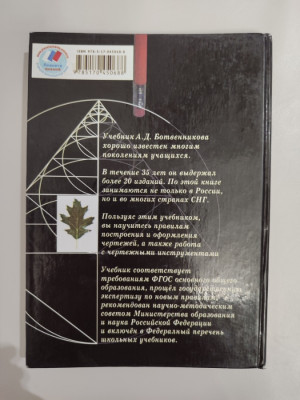 Учебник А.Д. Ботвенникова
хорошо известен многим
поколениям учащихся.
В течение 35 лет он выдержал
более 20 изданий. По этой книге
занимаются не только в России,
но и во многих странах СНГ.
Пользуясь этим учебником,
вы научитесь правилам
построения и оформления
чертежей, а также работа
с чертежными инструментами
Учебник соответствует
требованиям ФГОС основного общего
образования, прошёл государственную
экспертизу по новым правилам,
рекомендован научно-методическим
советом Министерства образования
и науки Российской Федерации
и включён в Федеральный перечень
школьных учебников.